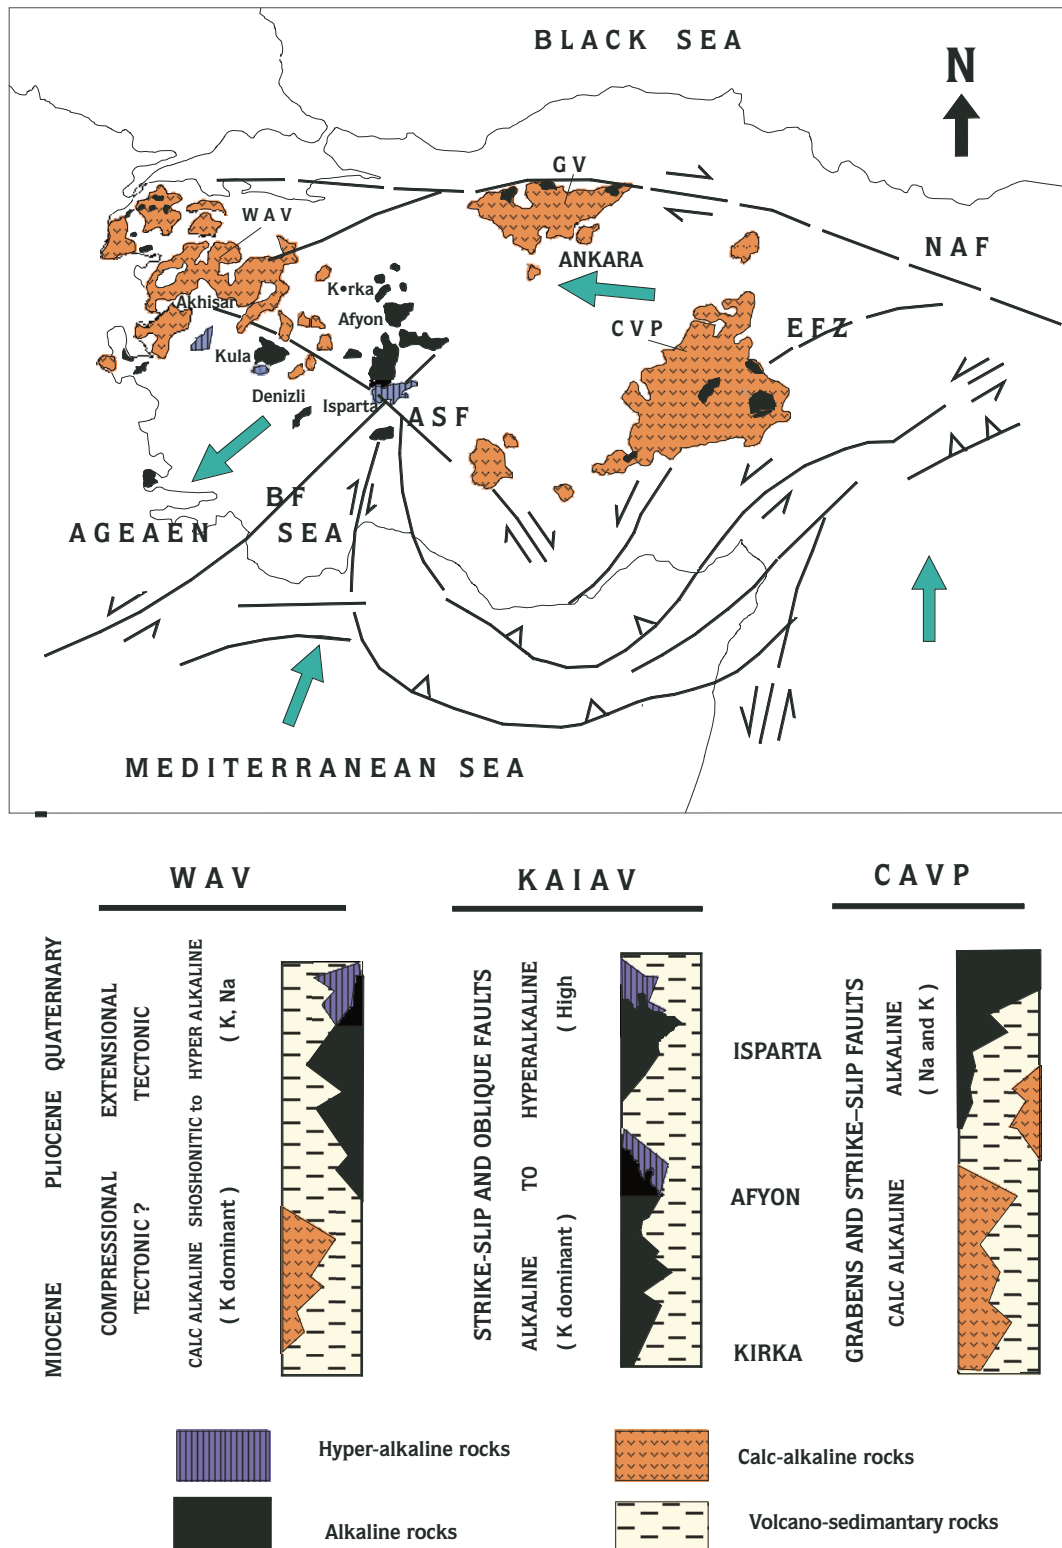 BLACK SEA
N
GV
WAV
NAF
ANKARA
K•rka
Akhisar
Afyon
CVP
EFZ
Kula
Denizli
Isparta
ASF
BF
AGEAEN SEA
MEDITERRANEAN SEA
WAV
KAIAV
CAVP
MIOCENE PLIOCENE QUATERNARY
COMPRESSIONAL EXTENSIONAL
TECTONIC ? TECTONIC
CALC ALKALINE SHOSHONITIC to HYPER ALKALINE
(K dominant ) ( K, Na
STRIKE-SLIP AND OBLIQUE FAULTS
ALKALINE TO HYPERALKALINE
( K dominant ) ( High
ISPARTA
AFYON
KIRKA
GRABENS AND STRIKE–SLIP FAULTS
CALC ALKALINE ALKALINE
( Na and K )
Hyper-alkaline rocks
Calc-alkaline rocks
Alkaline rocks
Volcano-sedimantary rocks